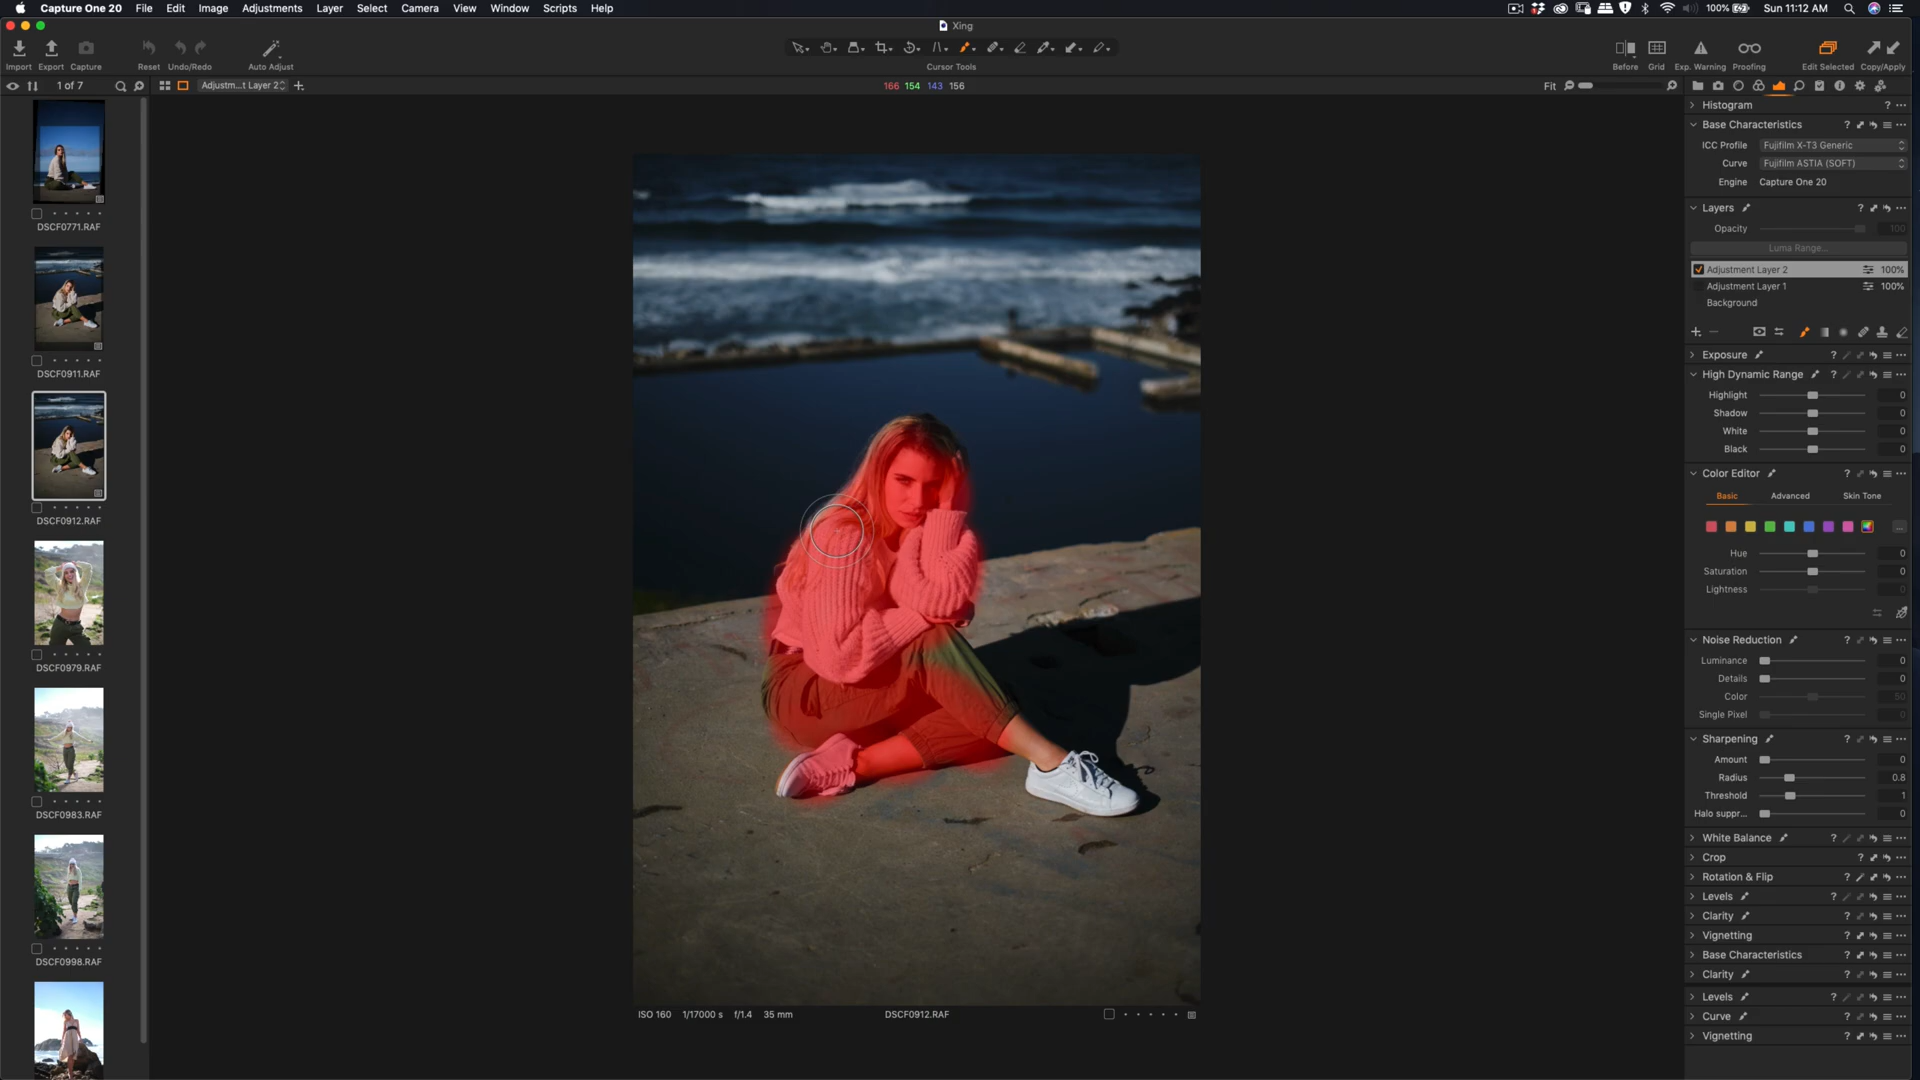 Capture One 20 File Edit Image Adjustments Layer Select Camera View Window Scripts Help
100% Sun 11:12 AM
Xing
Import Export Capture Reset Undo/Redo Auto Adjust Cursor Tools Before Grid Exp. Warning Proofing Edit Selected Copy/Apply
1 of 7 Adjustm...t Layer 2 166 154 143 156 Fit
DSCF0771.RAF
DSCF0911.RAF
DSCF0912.RAF
DSCF0979.RAF
DSCF0983.RAF
DSCF0998.RAF
ISO 160 1/17000 s f/1.4 35 mm DSCF0912.RAF
Histogram
Base Characteristics
ICC Profile Fujifilm X-T3 Generic
Curve Fujifilm ASTIA (SOFT)
Engine Capture One 20
Layers
Opacity 100
Luma Range...
Adjustment Layer 2 100%
Adjustment Layer 1 100%
Background
Exposure
High Dynamic Range
Highlight 0
Shadow 0
White 0
Black 0
Color Editor
Basic Advanced Skin Tone
Hue 0
Saturation 0
Lightness 0
Noise Reduction
Luminance 0
Details 0
Color 50
Single Pixel 0
Sharpening
Amount 0
Radius 0.8
Threshold 1
Halo suppr... 0
White Balance
Crop
Rotation & Flip
Levels
Clarity
Vignetting
Base Characteristics
Clarity
Levels
Curve
Vignetting